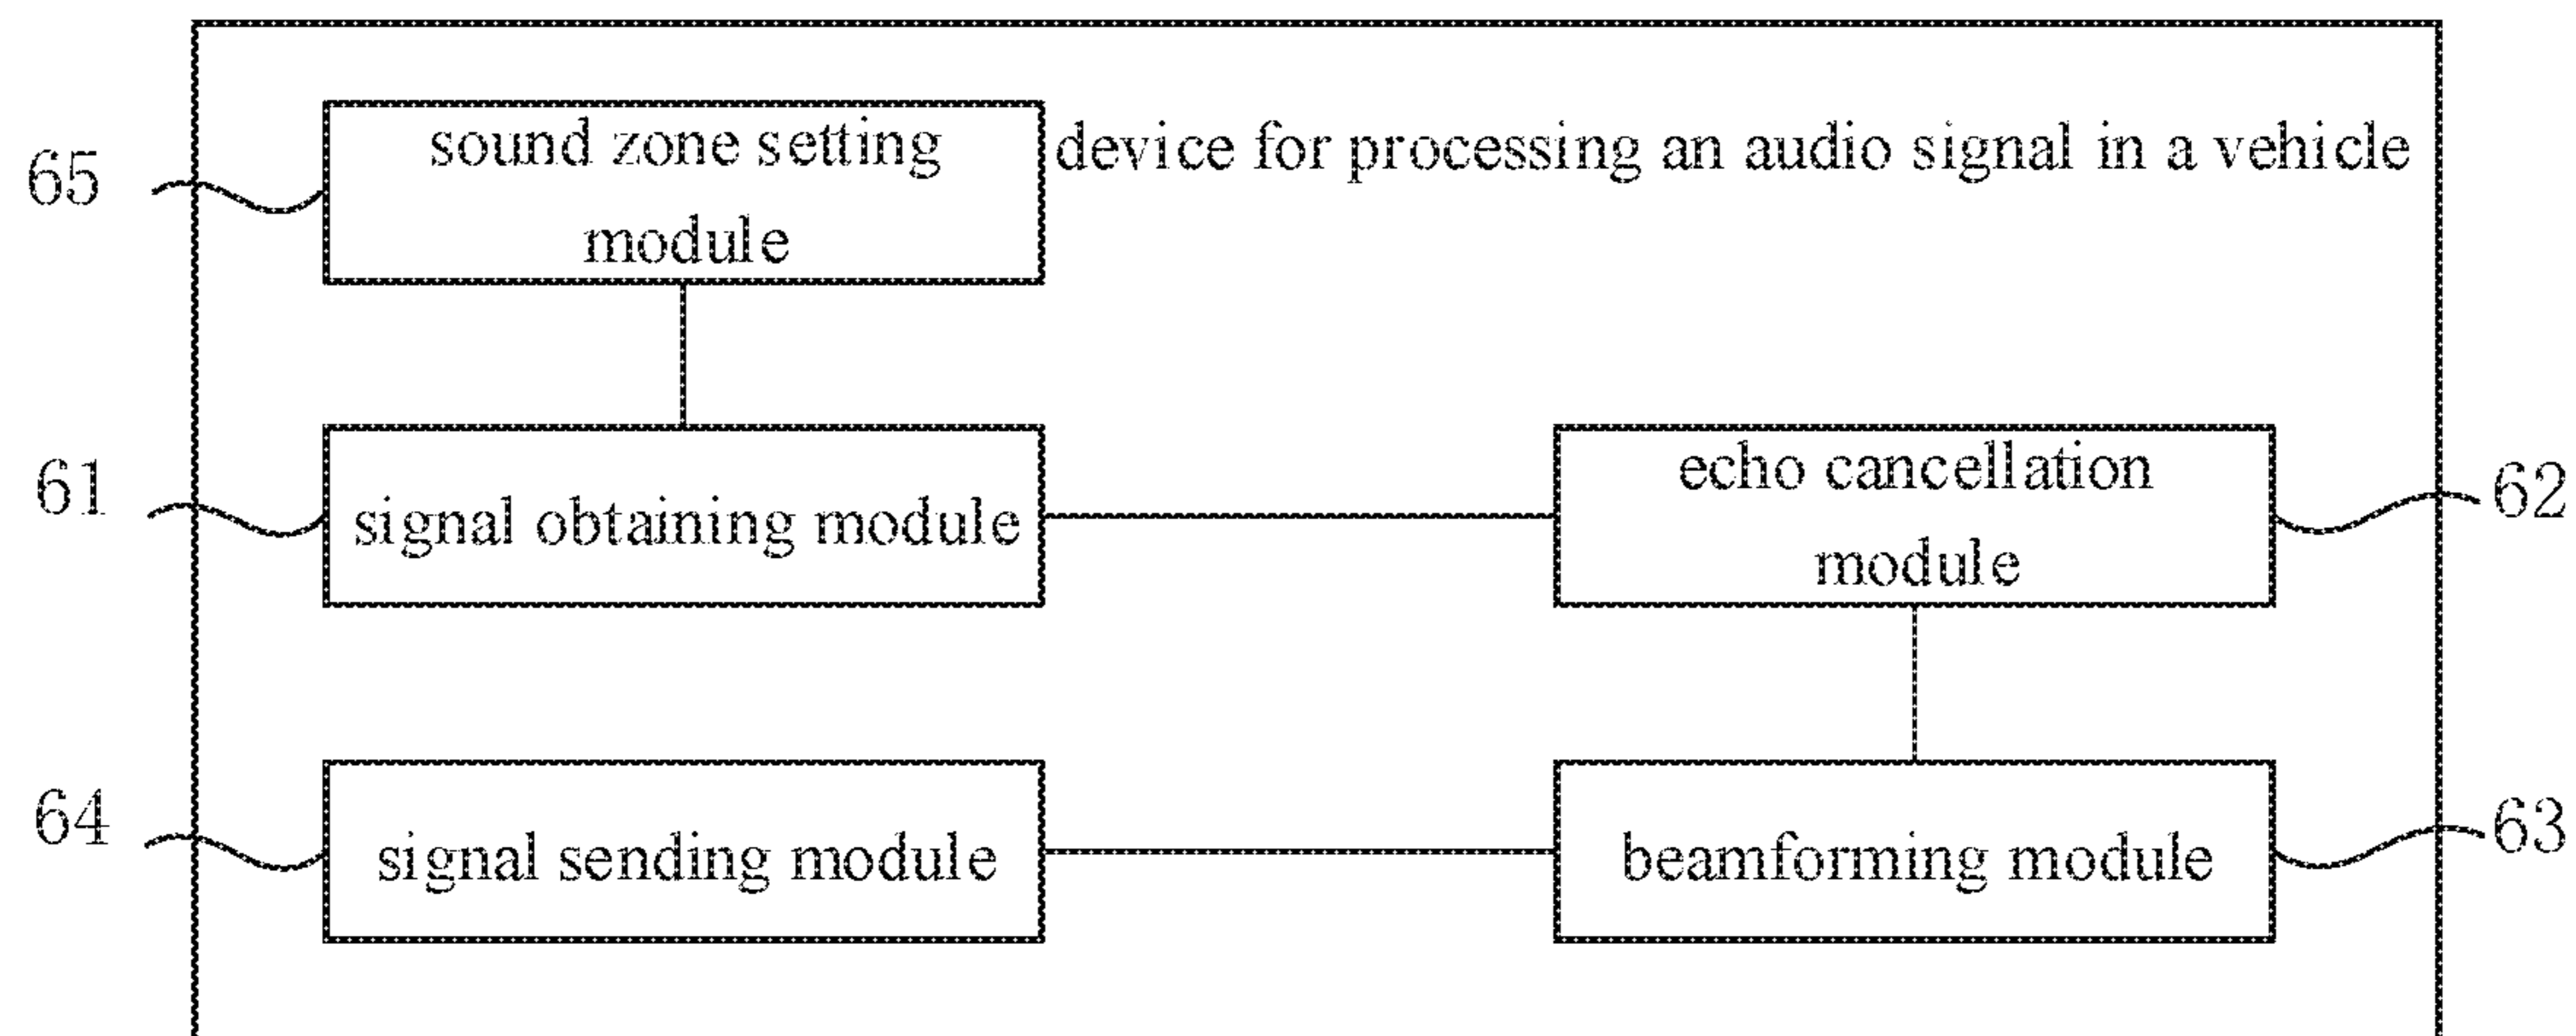 65
sound zone setting
module
device for processing an audio signal in a vehicle
61
signal obtaining module
echo cancellation
module
62
64
signal sending module
beamforming module
63